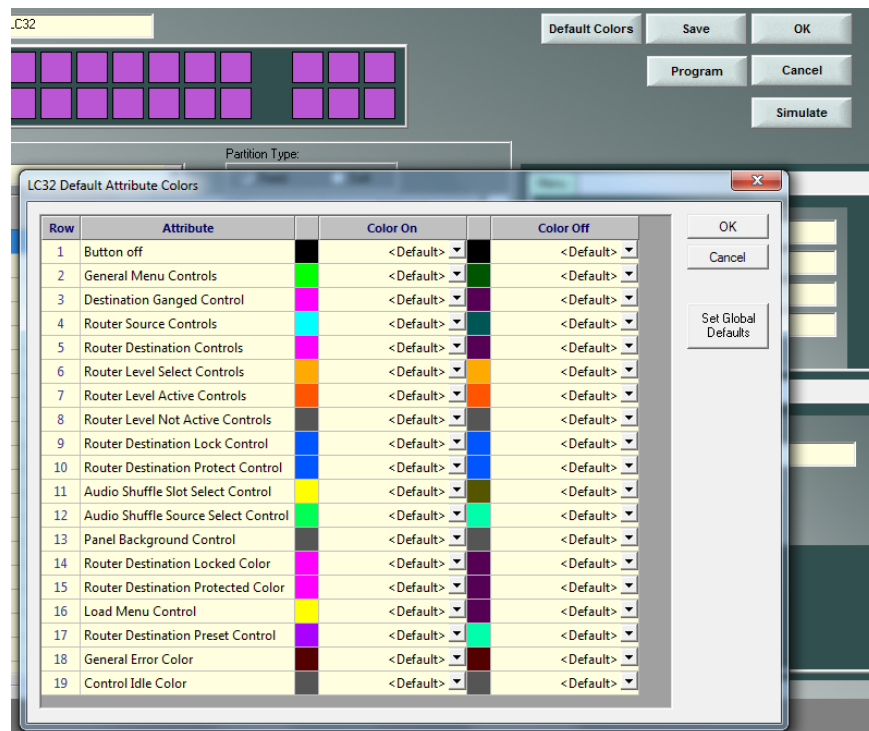 LC32
Default Colors Save OK
Program Cancel
Simulate
Partition Type:
LC32 Default Attribute Colors
Row Attribute Color On Color Off
1 Button off <Default> <Default>
2 General Menu Controls <Default> <Default>
3 Destination Ganged Control <Default> <Default>
4 Router Source Controls <Default> <Default>
5 Router Destination Controls <Default> <Default>
6 Router Level Select Controls <Default> <Default>
7 Router Level Active Controls <Default> <Default>
8 Router Level Not Active Controls <Default> <Default>
9 Router Destination Lock Control <Default> <Default>
10 Router Destination Protect Control <Default> <Default>
11 Audio Shuffle Slot Select Control <Default> <Default>
12 Audio Shuffle Source Select Control <Default> <Default>
13 Panel Background Control <Default> <Default>
14 Router Destination Locked Color <Default> <Default>
15 Router Destination Protected Color <Default> <Default>
16 Load Menu Control <Default> <Default>
17 Router Destination Preset Control <Default> <Default>
18 General Error Color <Default> <Default>
19 Control Idle Color <Default> <Default>
OK
Cancel
Set Global
Defaults